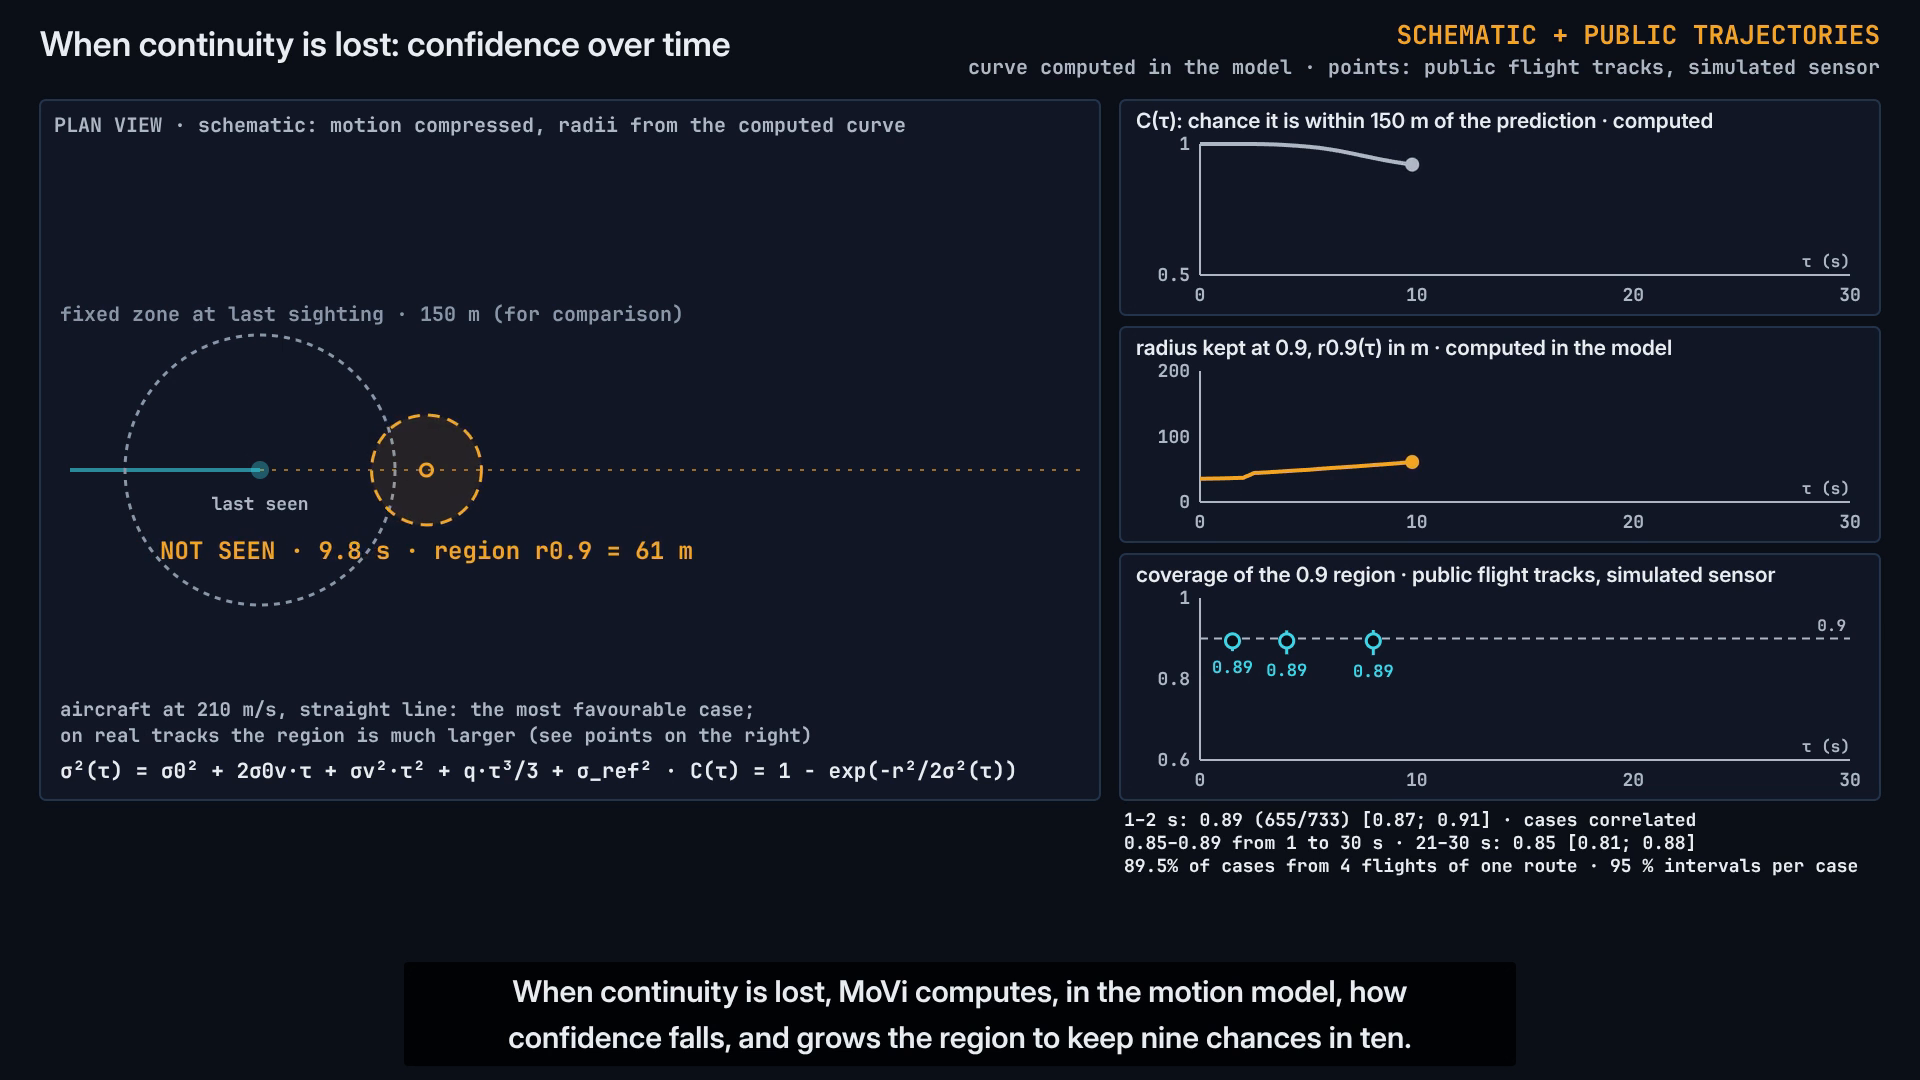 When continuity is lost: confidence over time
SCHEMATIC + PUBLIC TRAJECTORIES
curve computed in the model · points: public flight tracks, simulated sensor
PLAN VIEW · schematic: motion compressed, radii from the computed curve
fixed zone at last sighting · 150 m (for comparison)
last seen
NOT SEEN · 9.8 s · region r0.9 = 61 m
aircraft at 210 m/s, straight line: the most favourable case;
on real tracks the region is much larger (see points on the right)
σ²(τ) = σ0² + 2σ0v·τ + σv²·τ² + q·τ³/3 + σ_ref² · C(τ) = 1 - exp(-r²/2σ²(τ))
C(τ): chance it is within 150 m of the prediction · computed
1
0.5
τ (s)
0 10 20 30
radius kept at 0.9, r0.9(τ) in m · computed in the model
200
100
0
τ (s)
0 10 20 30
coverage of the 0.9 region · public flight tracks, simulated sensor
1
0.9
0.89 0.89 0.89
0.8
τ (s)
0.6
0 10 20 30
1–2 s: 0.89 (655/733) [0.87; 0.91] · cases correlated
0.85–0.89 from 1 to 30 s · 21–30 s: 0.85 [0.81; 0.88]
89.5% of cases from 4 flights of one route · 95 % intervals per case
When continuity is lost, MoVi computes, in the motion model, how
confidence falls, and grows the region to keep nine chances in ten.